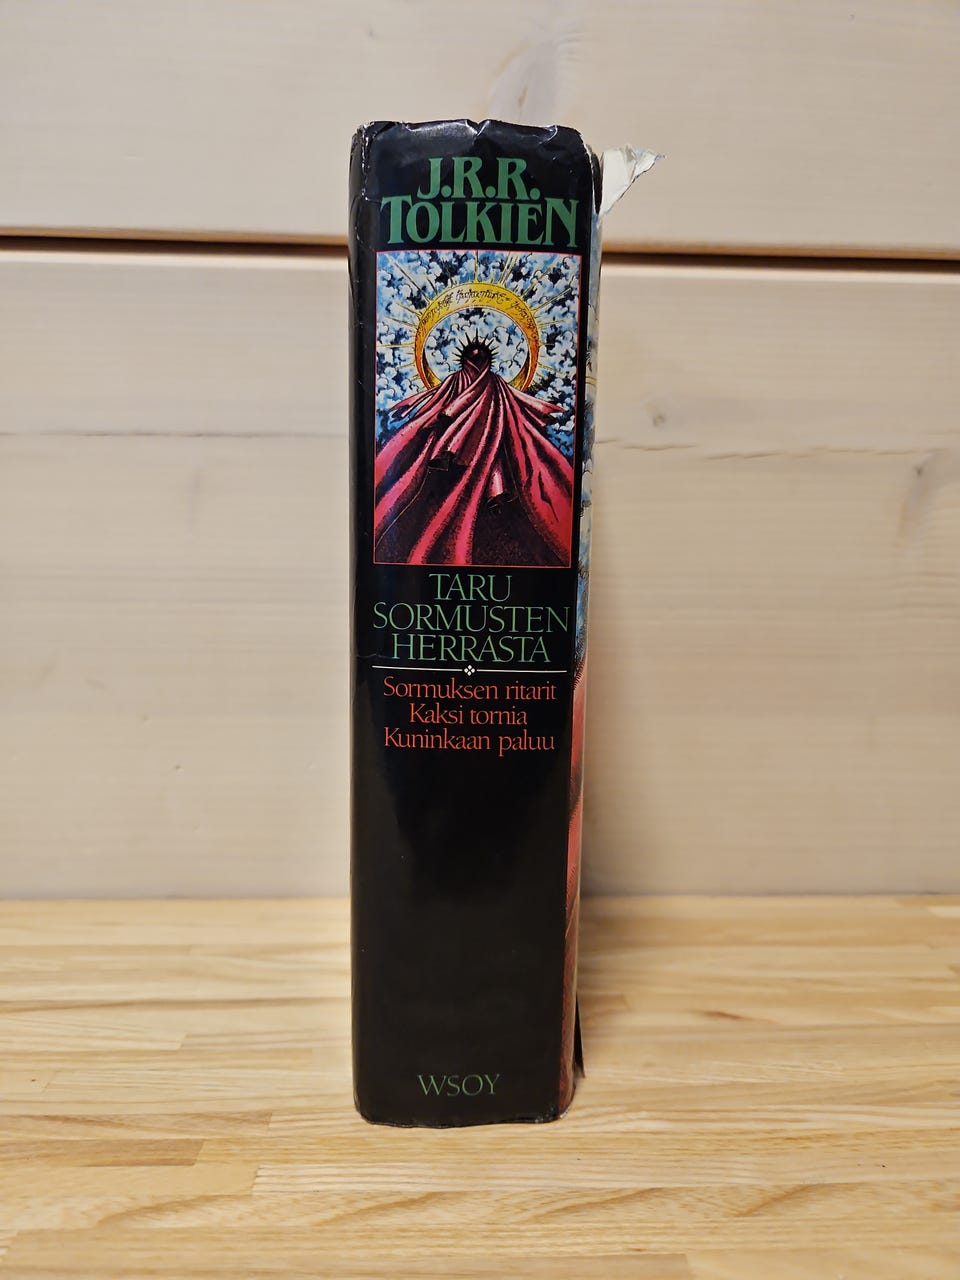 J.R.R.
TOLKIEN
TARU
SORMUSTEN
HERRASTA
Sormuksen ritarit
Kaksi tornia
Kuninkaan paluu
WSOY